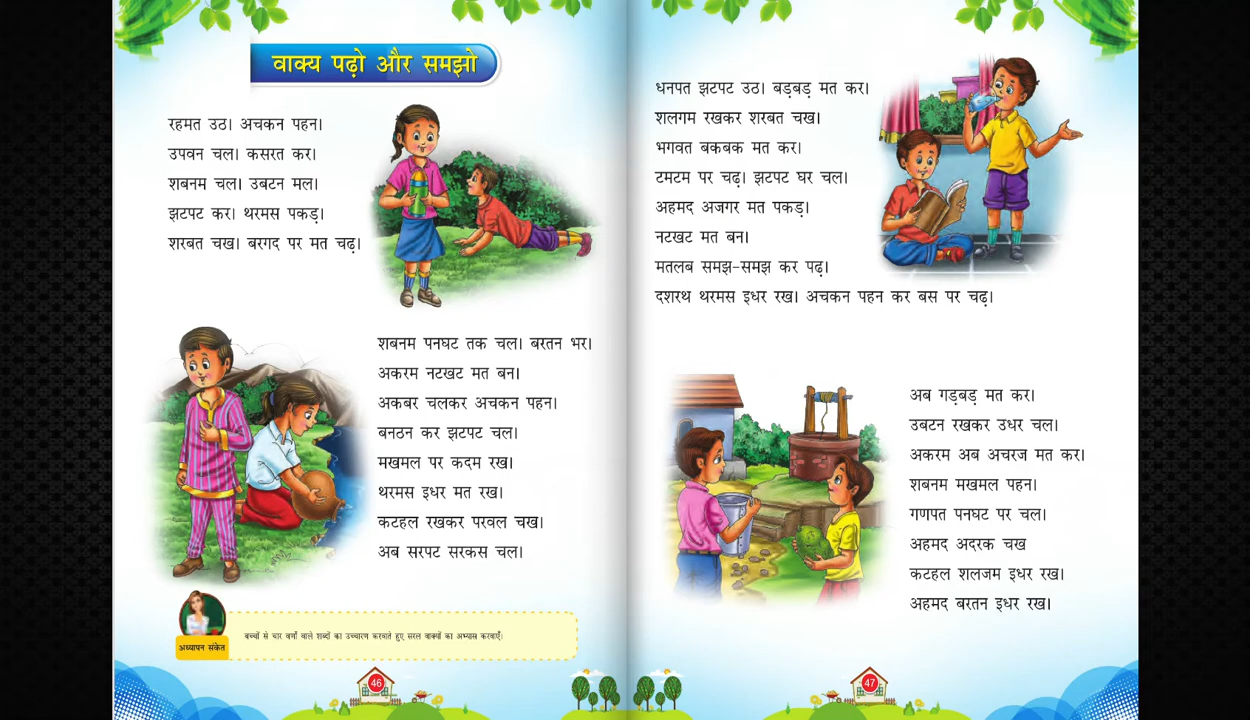 वाक्य पढ़ो और समझो
रहमत उठ। अचकन पहन।
उपवन चल। कसरत कर।
शबनम चल। उबटन मल।
झटपट कर। थरमस पकड़।
शरबत चख। बरगद पर मत चढ़।
शबनम पनघट तक चल। बरतन भर।
अकरम नटखट मत बन।
अकबर चलकर अचकन पहन।
बनठन कर झटपट चल।
मखमल पर कदम रख।
थरमस इधर मत रख।
कटहल रखकर परवल चख।
अब सरपट सरकस चल।
अध्यापन संकेत
बच्चों से चार वर्णों वाले शब्दों का उच्चारण करवाते हुए सरल वाक्यों का अभ्यास करवाएँ।
46
धनपत झटपट उठ। बड़बड़ मत कर।
शलगम रखकर शरबत चख।
भगवत बकबक मत कर।
टमटम पर चढ़। झटपट घर चल।
अहमद अजगर मत पकड़।
नटखट मत बन।
मतलब समझ-समझ कर पढ़।
दशरथ थरमस इधर रख। अचकन पहन कर बस पर चढ़।
अब गड़बड़ मत कर।
उबटन रखकर उधर चल।
अकरम अब अचरज मत कर।
शबनम मखमल पहन।
गणपत पनघट पर चल।
अहमद अदरक चख
कटहल शलजम इधर रख।
अहमद बरतन इधर रख।
47